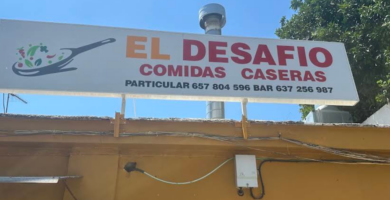 EL DESAFIO
COMIDAS CASERAS
PARTICULAR 657 804 596 BAR 637 256 987